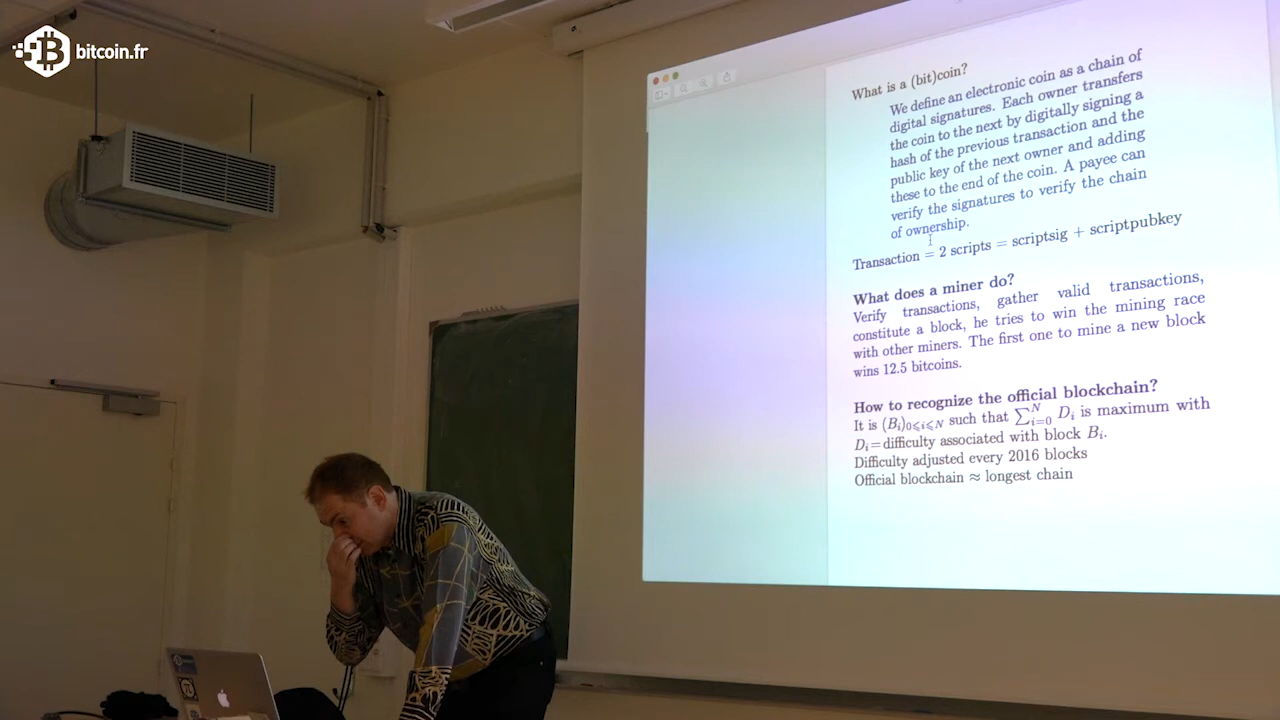 bitcoin.fr
What is a (bit)coin?
We define an electronic coin as a chain of
digital signatures. Each owner transfers
the coin to the next by digitally signing a
hash of the previous transaction and the
public key of the next owner and adding
these to the end of the coin. A payee can
verify the signatures to verify the chain
of ownership.
Transaction = 2 scripts = scriptsig + scriptpubkey
What does a miner do?
Verify transactions, gather valid transactions,
constitute a block, he tries to win the mining race
with other miners. The first one to mine a new block
wins 12.5 bitcoins.
How to recognize the official blockchain?
It is (B_i)_{0⩽i⩽N} such that ∑_{i=0}^{N} D_i is maximum with
D_i = difficulty associated with block B_i.
Difficulty adjusted every 2016 blocks
Official blockchain ≈ longest chain